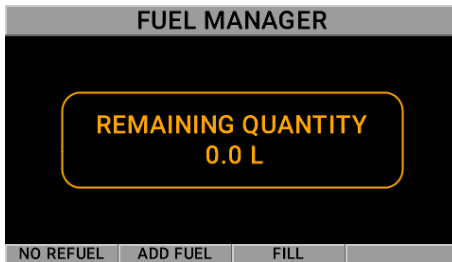 FUEL MANAGER
REMAINING QUANTITY
0.0 L
NO REFUEL ADD FUEL FILL